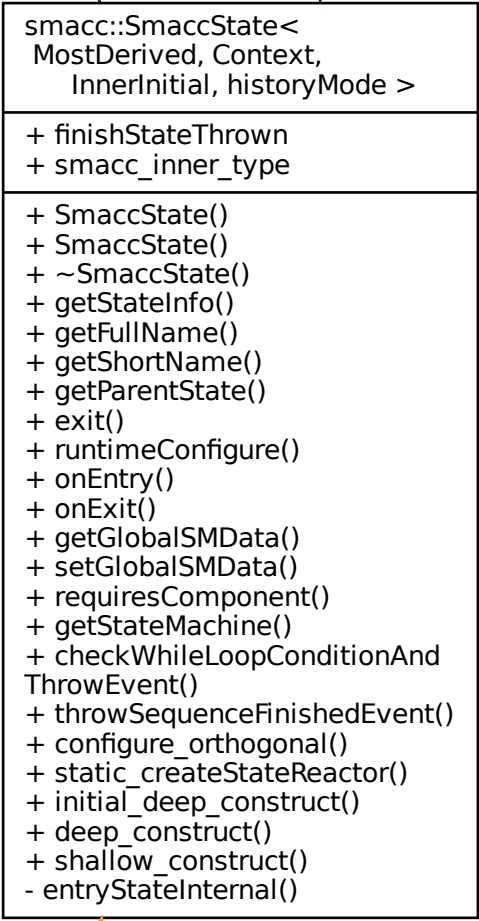 smacc::SmaccState<
MostDerived, Context,
InnerInitial, historyMode >
+ finishStateThrown
+ smacc_inner_type
+ SmaccState()
+ SmaccState()
+ ~SmaccState()
+ getStateInfo()
+ getFullName()
+ getShortName()
+ getParentState()
+ exit()
+ runtimeConfigure()
+ onEntry()
+ onExit()
+ getGlobalSMData()
+ setGlobalSMData()
+ requiresComponent()
+ getStateMachine()
+ checkWhileLoopConditionAnd
ThrowEvent()
+ throwSequenceFinishedEvent()
+ configure_orthogonal()
+ static_createStateReactor()
+ initial_deep_construct()
+ deep_construct()
+ shallow_construct()
- entryStateInternal()